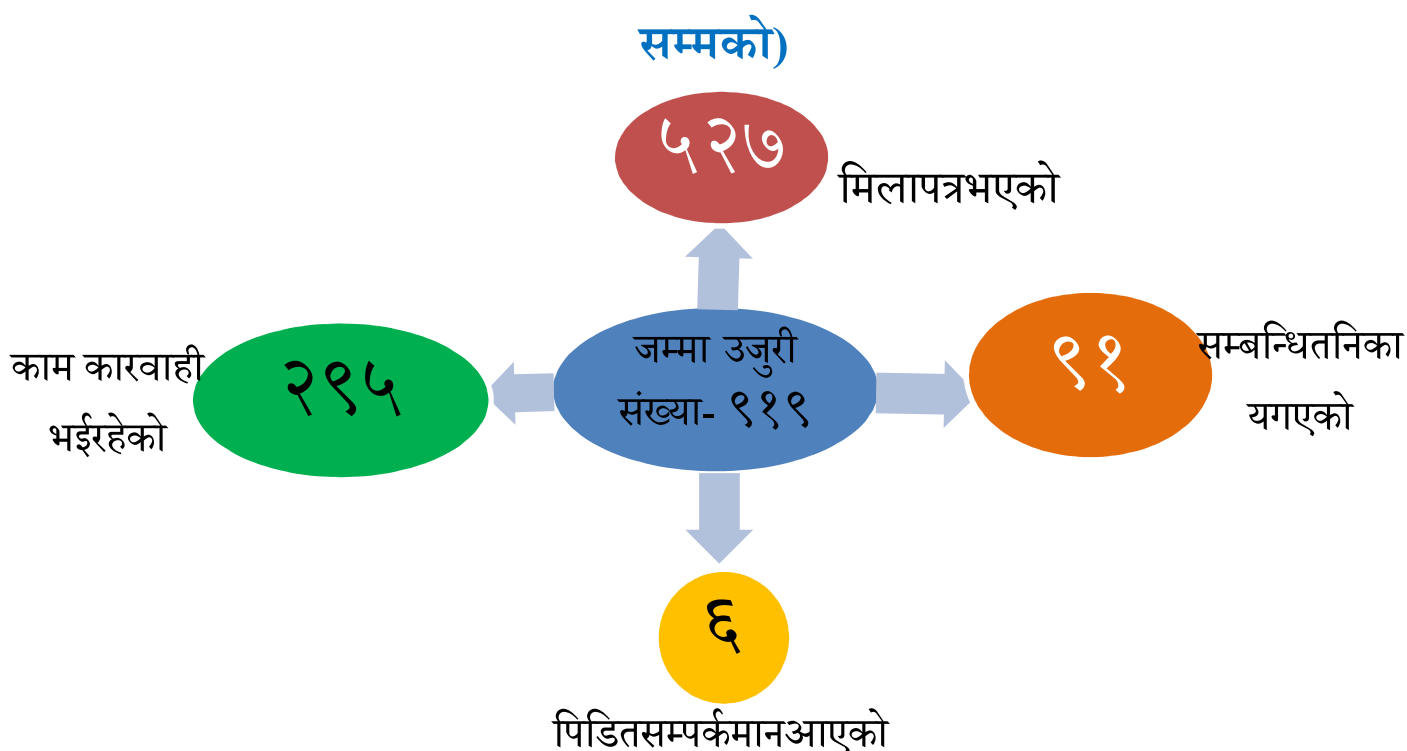 सम्मको)
५२७
मिलापत्रभएको
जम्मा उजुरी
संख्या- ९१९
९१
सम्बन्धितनिका
यगएको
काम कारवाही
भईरहेको
२९५
६
पिडितसम्पर्कमानआएको